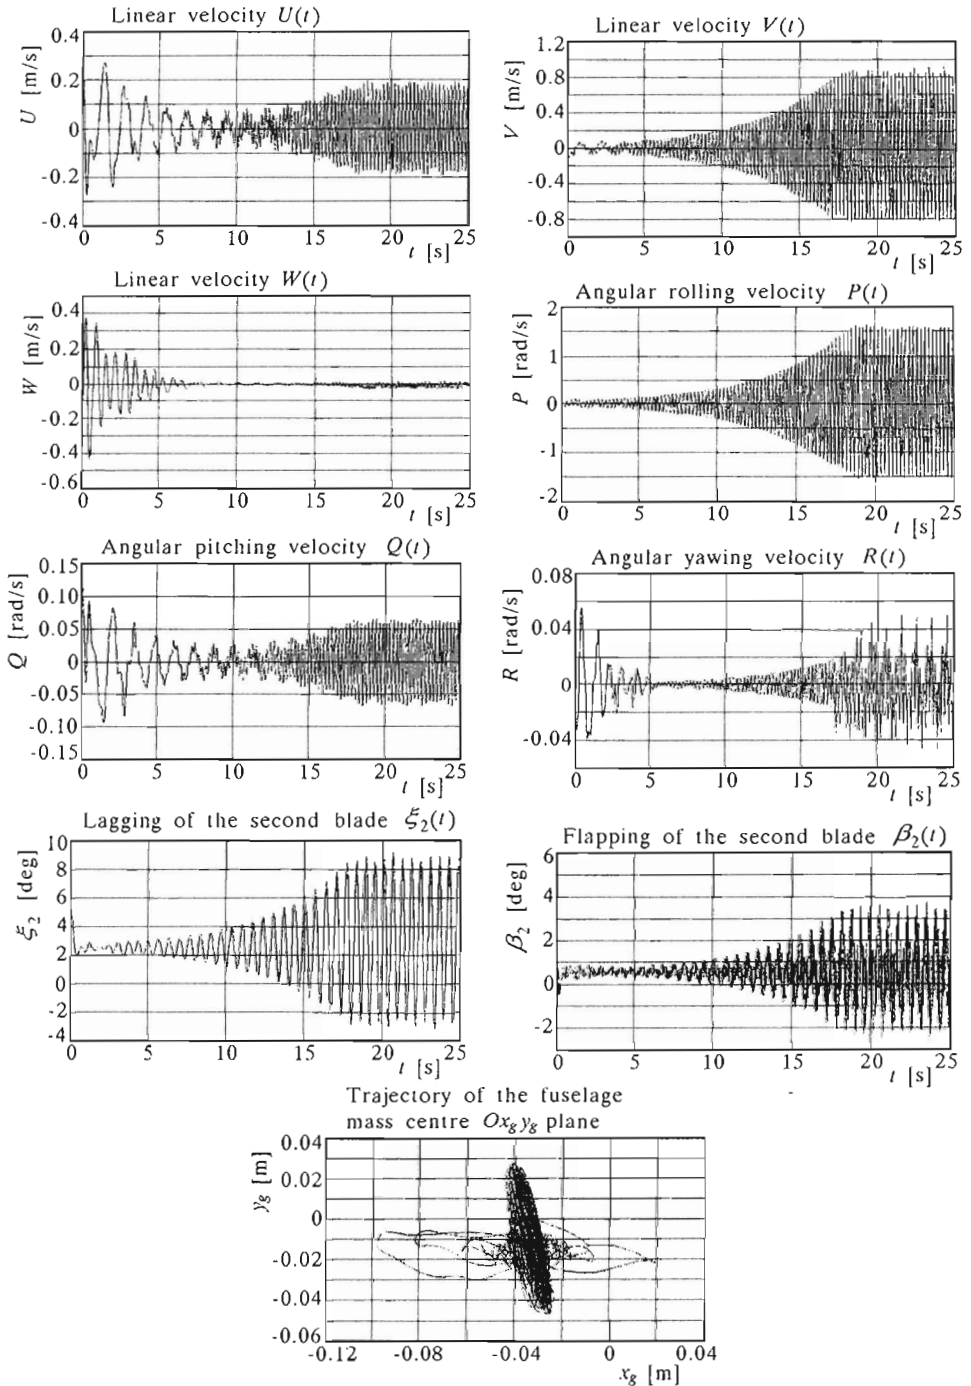 Linear velocity U(t)
U [m/s]
0.4
0.2
0
-0.2
-0.4
0 5 10 15 20 25
t [s]
Linear velocity V(t)
V [m/s]
1.2
0.8
0.4
0
-0.4
-0.8
0 5 10 15 20 25
t [s]
Linear velocity W(t)
W [m/s]
0.4
0.2
0
-0.2
-0.4
-0.6
0 5 10 15 20 25
t [s]
Angular rolling velocity P(t)
P [rad/s]
2
1
0
-1
-2
0 5 10 15 20 25
t [s]
Angular pitching velocity Q(t)
Q [rad/s]
0.15
0.10
0.05
0
-0.05
-0.10
-0.15
0 5 10 15 20 25
t [s]
Angular yawing velocity R(t)
R [rad/s]
0.08
0.04
0
-0.04
0 5 10 15 20 25
t [s]
Lagging of the second blade ξ₂(t)
ξ₂ [deg]
10
8
6
4
2
0
-2
-4
0 5 10 15 20 25
t [s]
Flapping of the second blade β₂(t)
β₂ [deg]
6
4
2
0
-2
0 5 10 15 20 25
t [s]
Trajectory of the fuselage
mass centre Ox_g y_g plane
y_g [m]
0.04
0.02
0
-0.02
-0.04
-0.06
-0.12 -0.08 -0.04 0 0.04
x_g [m]